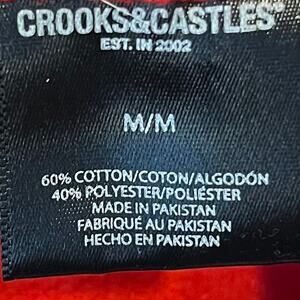 CROOKS&CASTLES
EST. IN 2002
M/M
60% COTTON/COTON/ALGODÓN
40% POLYESTER/POLIÉSTER
MADE IN PAKISTAN
FABRIQUÉ AU PAKISTAN
HECHO EN PAKISTAN